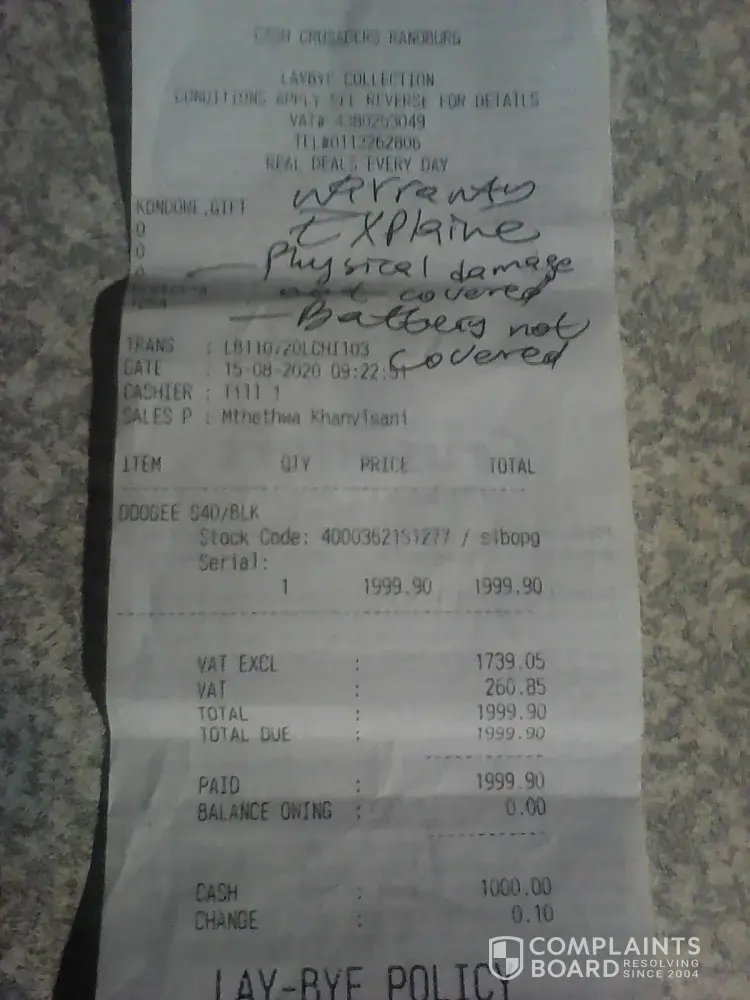 CASH CRUSADERS RANDBURG
LAYBYE COLLECTION
CONDITIONS APPLY SEE REVERSE FOR DETAILS
VAT# 4380253049
TEL#0113262806
REAL DEALS EVERY DAY
warranty
KONDORE,GIFT
Explaine
0
0
- Physical damage
not covered
- Battery not
covered
TRANS :
DATE : 15-08-2020 09:22:51
CASHIER : Till 1
SALES P : Mthethwa Khanyisani
ITEM QTY PRICE TOTAL
DOOGEE S40/BLK
Stock Code: 4000362151277 / sibopg
Serial:
1 1999.90 1999.90
VAT EXCL : 1739.05
VAT : 260.85
TOTAL : 1999.90
TOTAL DUE : 1999.90
PAID : 1999.90
BALANCE OWING : 0.00
CASH : 1000.00
CHANGE : 0.10
LAY-BYE POLICY
COMPLAINTS
BOARD RESOLVING SINCE 2004